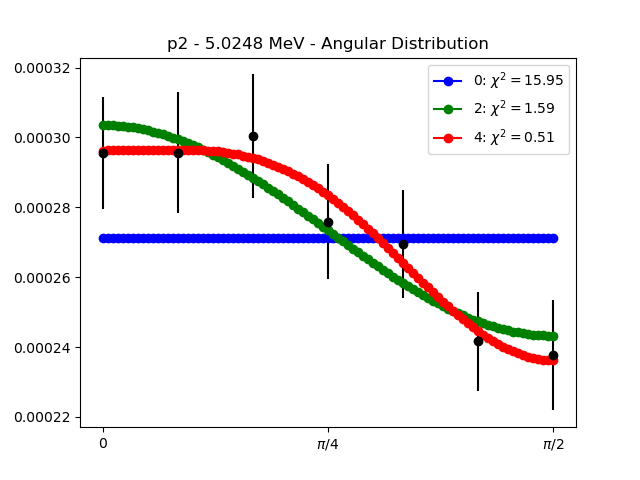 p2 - 5.0248 MeV - Angular Distribution
0.00032
0.00030
0.00028
0.00026
0.00024
0.00022
0: χ² = 15.95
2: χ² = 1.59
4: χ² = 0.51
0
π/4
π/2